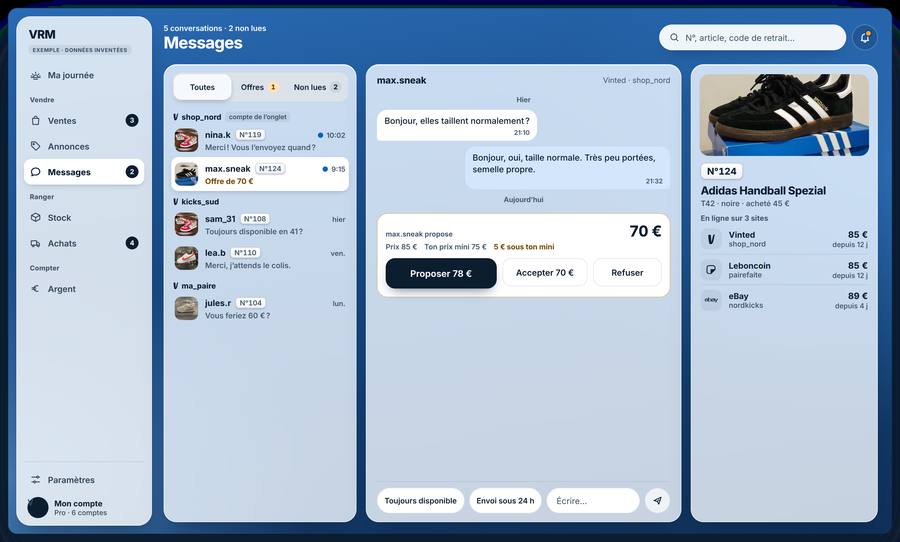 VRM
EXEMPLE · DONNÉES INVENTÉES
Ma journée
Vendre
Ventes 3
Annonces
Messages 2
Ranger
Stock
Achats 4
Compter
Argent
Paramètres
Mon compte
Pro · 6 comptes
5 conversations · 2 non lues
Messages
N°, article, code de retrait…
Toutes Offres 1 Non lues 2
shop_nord compte de l'onglet
nina.k N°119 10:02
Merci ! Vous l'envoyez quand ?
max.sneak N°124 9:15
Offre de 70 €
kicks_sud
sam_31 N°108 hier
Toujours disponible en 41 ?
lea.b N°110 ven.
Merci, j'attends le colis.
ma_paire
jules.r N°104 lun.
Vous feriez 60 € ?
max.sneak Vinted · shop_nord
Hier
Bonjour, elles taillent normalement ?
21:10
Bonjour, oui, taille normale. Très peu portées,
semelle propre.
21:32
Aujourd'hui
max.sneak propose 70 €
Prix 85 € Ton prix mini 75 € 5 € sous ton mini
Proposer 78 € Accepter 70 € Refuser
Toujours disponible Envoi sous 24 h Écrire…
N°124
Adidas Handball Spezial
T42 · noire · acheté 45 €
En ligne sur 3 sites
Vinted 85 €
shop_nord depuis 12 j
Leboncoin 85 €
pairefaite depuis 12 j
ebay eBay 89 €
nordkicks depuis 4 j